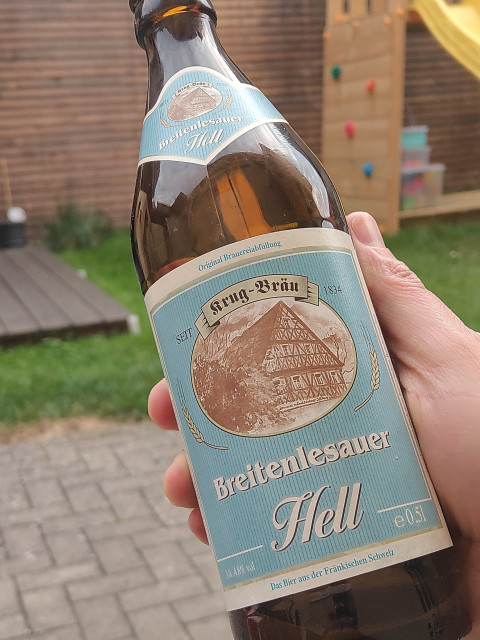 Krug-Bräu
Breitenlesauer
Hell
Original Brauereiabfüllung
Krug-Bräu
SEIT 1834
Breitenlesauer
Hell
e 0,5l
Das Bier aus der Fränkischen Schweiz